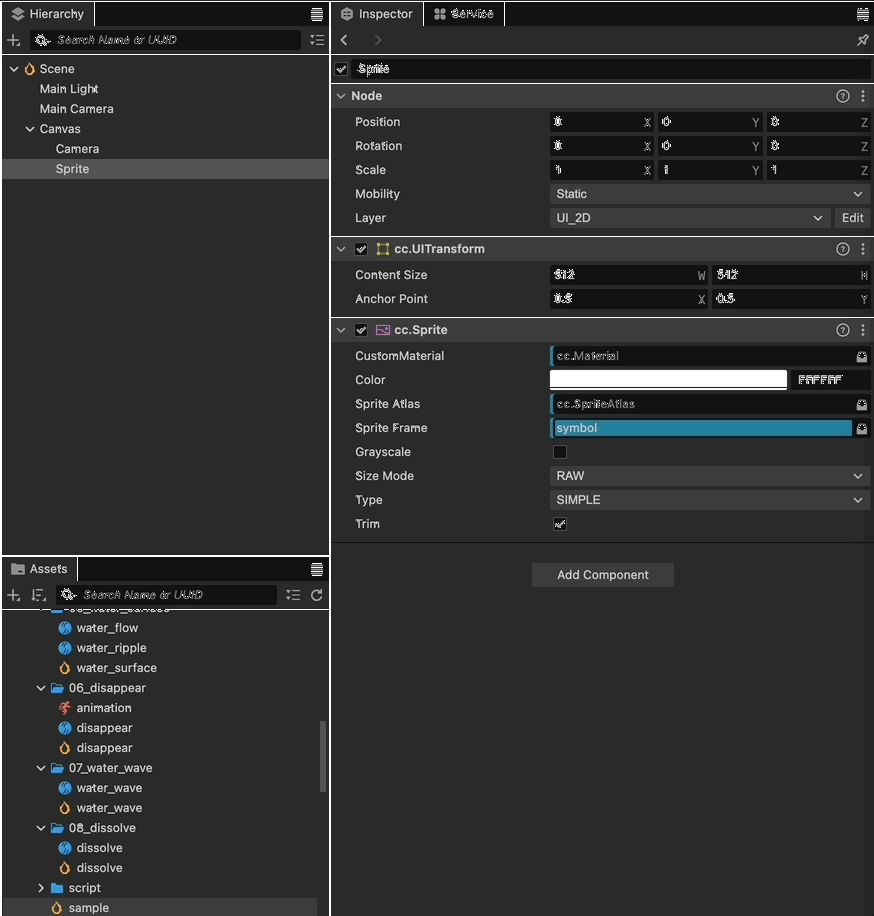 Hierarchy
Search Name or UUID
Scene
Main Light
Main Camera
Canvas
Camera
Sprite
Assets
Search Name or UUID
water_flow
water_ripple
water_surface
06_disappear
animation
disappear
disappear
07_water_wave
water_wave
water_wave
08_dissolve
dissolve
dissolve
script
sample
Inspector Service
Sprite
Node
Position 0 X 0 Y 0 Z
Rotation 0 X 0 Y 0 Z
Scale 1 X 1 Y 1 Z
Mobility Static
Layer UI_2D Edit
cc.UITransform
Content Size 512 W 512 H
Anchor Point 0.5 X 0.5 Y
cc.Sprite
CustomMaterial cc.Material
Color FFFFFF
Sprite Atlas cc.SpriteAtlas
Sprite Frame symbol
Grayscale
Size Mode RAW
Type SIMPLE
Trim
Add Component